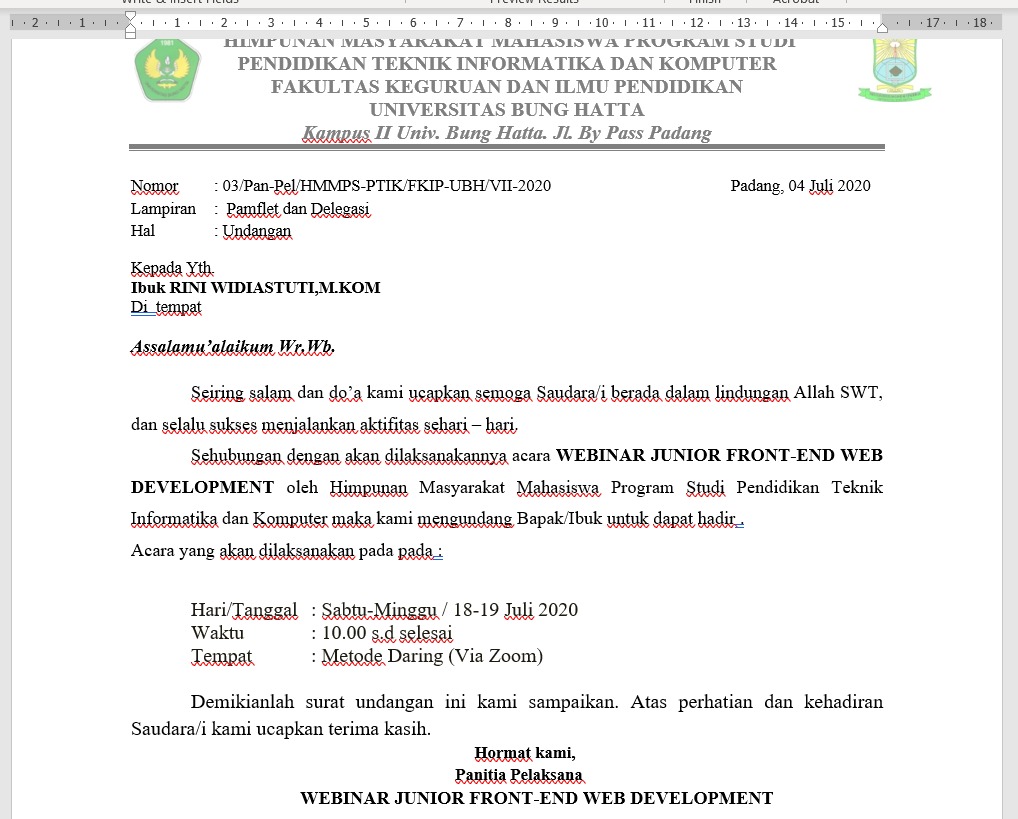 Write & Insert Fields Preview Results Finish Acrobat
2 1 1 2 3 4 5 6 7 8 9 10 11 12 13 14 15 17 18
HIMPUNAN MASYARAKAT MAHASISWA PROGRAM STUDI
PENDIDIKAN TEKNIK INFORMATIKA DAN KOMPUTER
FAKULTAS KEGURUAN DAN ILMU PENDIDIKAN
UNIVERSITAS BUNG HATTA
Kampus II Univ. Bung Hatta. Jl. By Pass Padang
Nomor : 03/Pan-Pel/HMMPS-PTIK/FKIP-UBH/VII-2020 Padang, 04 Juli 2020
Lampiran : Pamflet dan Delegasi
Hal : Undangan
Kepada Yth.
Ibuk RINI WIDIASTUTI,M.KOM
Di tempat
Assalamu’alaikum Wr.Wb.
Seiring salam dan do’a kami ucapkan semoga Saudara/i berada dalam lindungan Allah SWT,
dan selalu sukses menjalankan aktifitas sehari – hari.
Sehubungan dengan akan dilaksanakannya acara WEBINAR JUNIOR FRONT-END WEB
DEVELOPMENT oleh Himpunan Masyarakat Mahasiswa Program Studi Pendidikan Teknik
Informatika dan Komputer maka kami mengundang Bapak/Ibuk untuk dapat hadir .
Acara yang akan dilaksanakan pada pada :
Hari/Tanggal : Sabtu-Minggu / 18-19 Juli 2020
Waktu : 10.00 s.d selesai
Tempat : Metode Daring (Via Zoom)
Demikianlah surat undangan ini kami sampaikan. Atas perhatian dan kehadiran
Saudara/i kami ucapkan terima kasih.
Hormat kami,
Panitia Pelaksana
WEBINAR JUNIOR FRONT-END WEB DEVELOPMENT